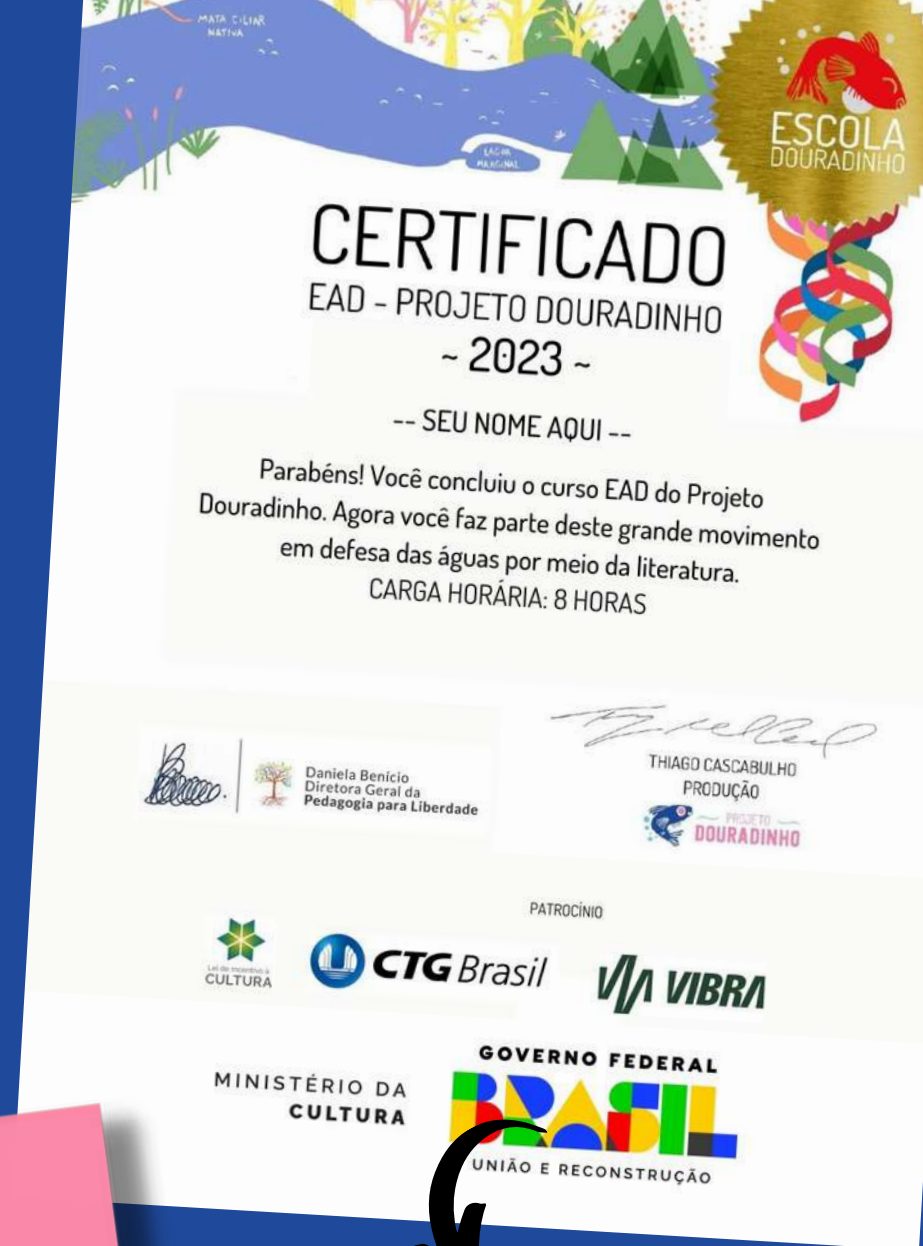 MATA CILIAR
NATIVA
LAGOA
MARGINAL
ESCOLA
DOURADINHO
CERTIFICADO
EAD - PROJETO DOURADINHO
~ 2023 ~
-- SEU NOME AQUI --
Parabéns! Você concluiu o curso EAD do Projeto
Douradinho. Agora você faz parte deste grande movimento
em defesa das águas por meio da literatura.
CARGA HORÁRIA: 8 HORAS
Daniela Benício
Diretora Geral da
Pedagogia para Liberdade
THIAGO CASCABULHO
PRODUÇÃO
PROJETO
DOURADINHO
PATROCÍNIO
Lei de Incentivo à
CULTURA
CTG Brasil
VIBRA
MINISTÉRIO DA
CULTURA
GOVERNO FEDERAL
BRASIL
UNIÃO E RECONSTRUÇÃO